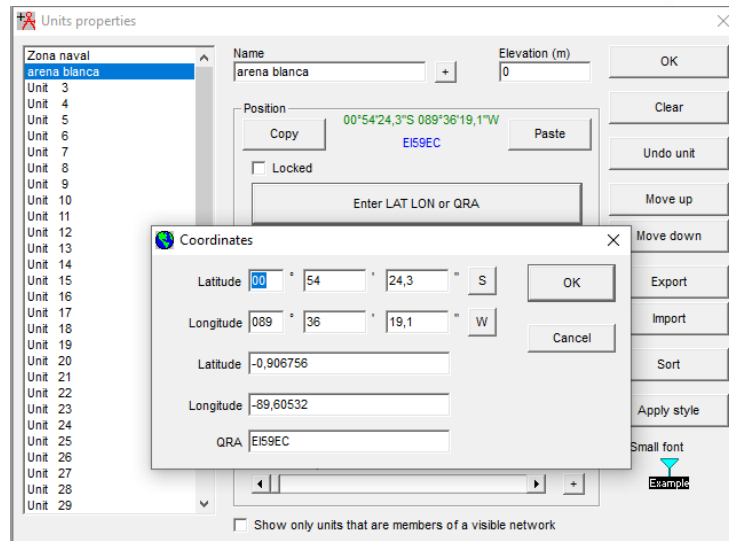 Units properties
Zona naval
arena blanca
Unit 3
Unit 4
Unit 5
Unit 6
Unit 7
Unit 8
Unit 9
Unit 10
Unit 11
Unit 12
Unit 13
Unit 14
Unit 15
Unit 16
Unit 17
Unit 18
Unit 19
Unit 20
Unit 21
Unit 22
Unit 23
Unit 24
Unit 25
Unit 26
Unit 27
Unit 28
Unit 29
Name
arena blanca
+
Elevation (m)
0
Position
Copy
00°54'24,3"S 089°36'19,1"W
EI59EC
Paste
Locked
Enter LAT LON or QRA
Coordinates
Latitude 00 ° 54 ' 24,3 " S
Longitude 089 ° 36 ' 19,1 " W
Latitude -0,906756
Longitude -89,60532
QRA EI59EC
OK
Cancel
+
Show only units that are members of a visible network
OK
Clear
Undo unit
Move up
Move down
Export
Import
Sort
Apply style
Small font
Example